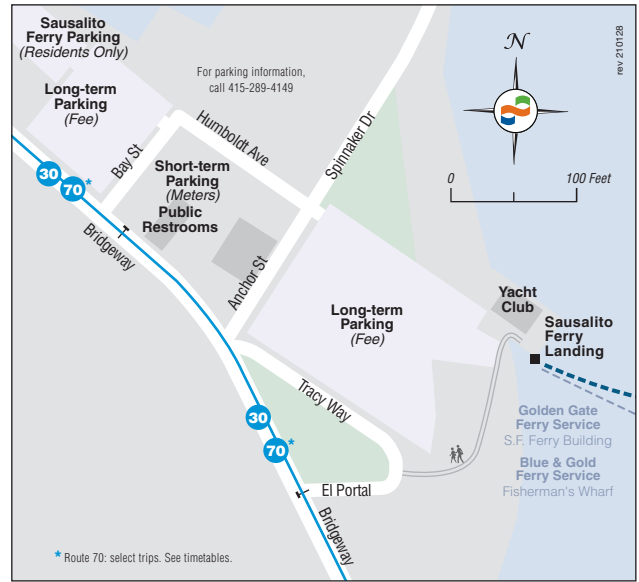 Sausalito
Ferry Parking
(Residents Only)
Long-term
Parking
(Fee)
For parking information,
call 415-289-4149
N
rev 210128
0
100 Feet
Humboldt Ave
Spinnaker Dr
Bay St
Short-term
Parking
(Meters)
Public
Restrooms
30
70
*
Bridgeway
Anchor St
Long-term
Parking
(Fee)
Yacht
Club
Sausalito
Ferry
Landing
Tracy Way
Golden Gate
Ferry Service
S.F. Ferry Building
Blue & Gold
Ferry Service
Fisherman's Wharf
30
70
*
El Portal
Bridgeway
* Route 70: select trips. See timetables.